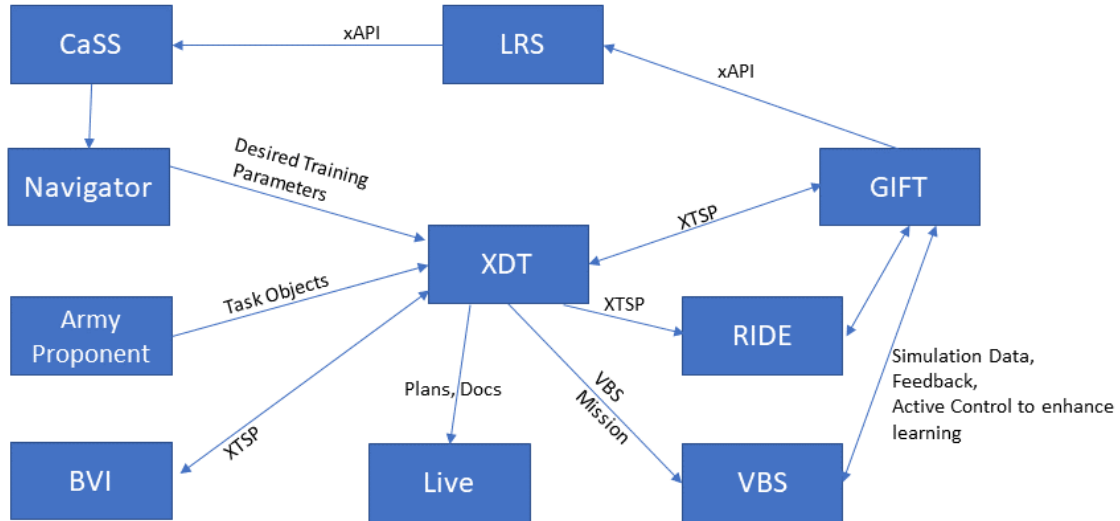 CaSS
xAPI
LRS
xAPI
Navigator
Desired Training
Parameters
GIFT
XTSP
XDT
Army
Proponent
Task Objects
XTSP
RIDE
Simulation Data,
Feedback,
Active Control to enhance
learning
Plans, Docs
VBS
Mission
XTSP
BVI
Live
VBS